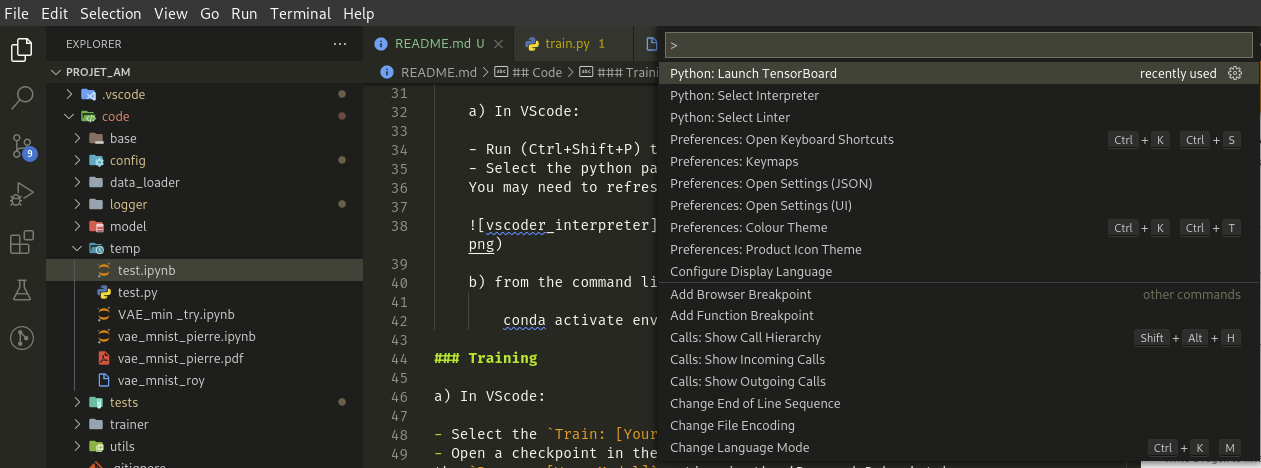 File Edit Selection View Go Run Terminal Help
EXPLORER ...
PROJET_AM
.vscode
code
base
config
data_loader
logger
model
temp
test.ipynb
test.py
VAE_min _try.ipynb
vae_mnist_pierre.ipynb
vae_mnist_pierre.pdf
vae_mnist_roy
tests
trainer
utils
.gitignore
9
README.md U train.py 1
README.md > ## Code > ### Traini
31
32 a) In VScode:
33
34 - Run (Ctrl+Shift+P) t
35 - Select the python pa
36 You may need to refres
37
38 ![vscoder_interpreter]
png)
39
40 b) from the command li
41
42 conda activate env
43
44 ### Training
45
46 a) In VScode:
47
48 - Select the `Train: [Your
49 - Open a checkpoint in the
>
Python: Launch TensorBoard recently used
Python: Select Interpreter
Python: Select Linter
Preferences: Open Keyboard Shortcuts Ctrl + K Ctrl + S
Preferences: Keymaps
Preferences: Open Settings (JSON)
Preferences: Open Settings (UI)
Preferences: Colour Theme Ctrl + K Ctrl + T
Preferences: Product Icon Theme
Configure Display Language
Add Browser Breakpoint other commands
Add Function Breakpoint
Calls: Show Call Hierarchy Shift + Alt + H
Calls: Show Incoming Calls
Calls: Show Outgoing Calls
Change End of Line Sequence
Change File Encoding
Change Language Mode Ctrl + K M